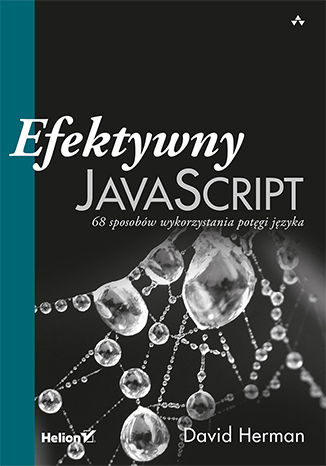 Efektywny
JAVASCRIPT
68 sposobów wykorzystania potęgi języka
Helion
David Herman